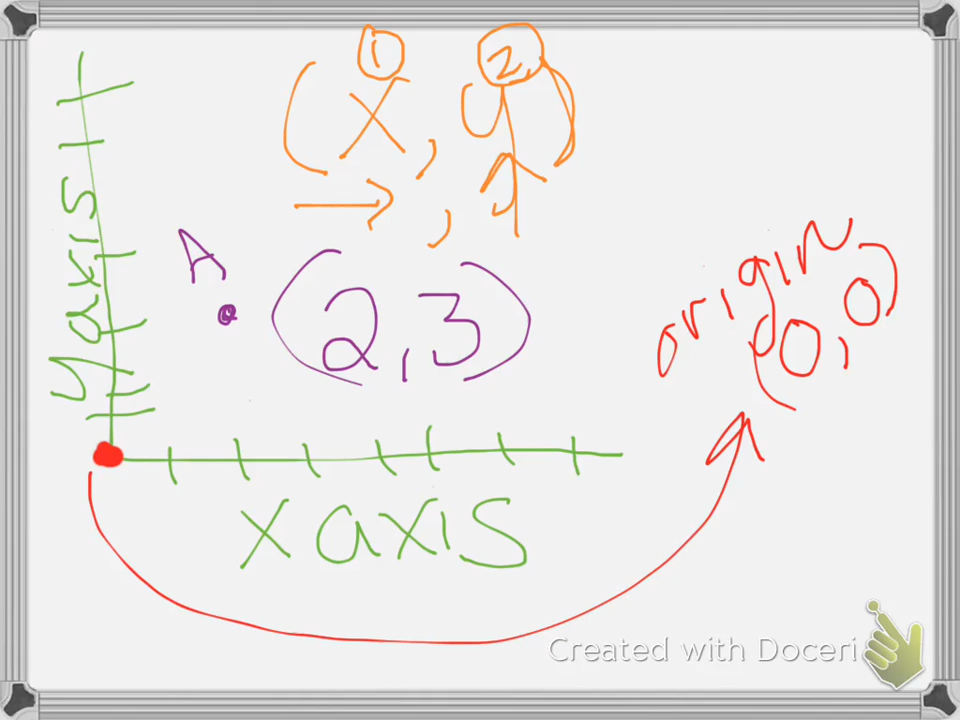 1 2
(x, y)
→, ↑
A
(2,3)
y axis
origin
(0,0)
x axis
Created with Doceri